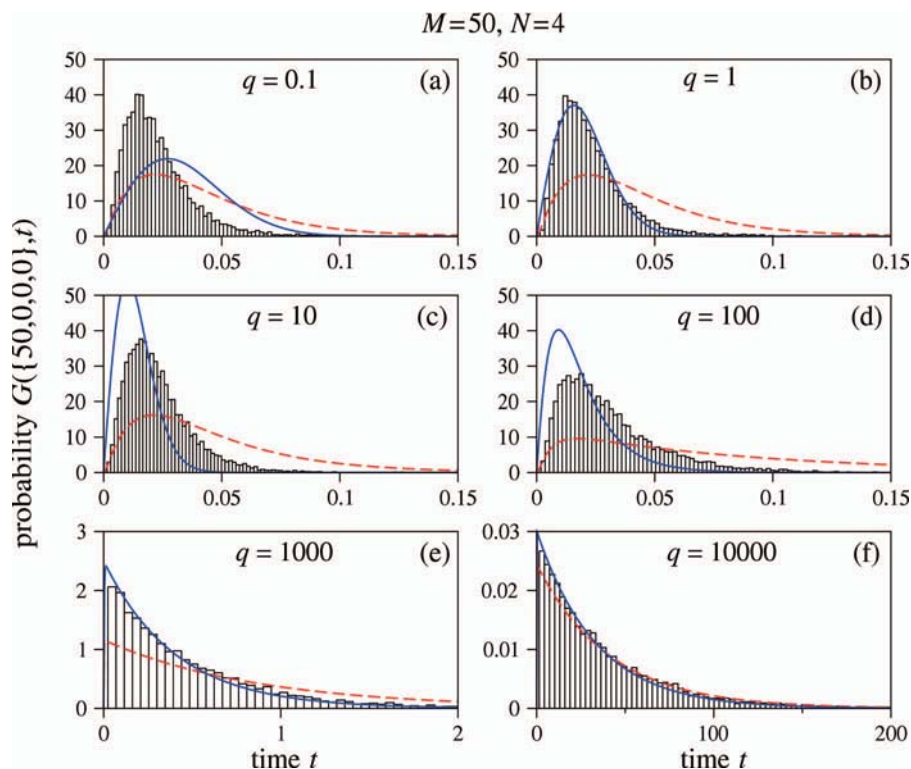 M=50, N=4
probability G({50,0,0,0},t)
q = 0.1 (a)
50
40
30
20
10
0
0 0.05 0.1 0.15
q = 1 (b)
50
40
30
20
10
0
0 0.05 0.1 0.15
q = 10 (c)
50
40
30
20
10
0
0 0.05 0.1 0.15
q = 100 (d)
50
40
30
20
10
0
0 0.05 0.1 0.15
q = 1000 (e)
3
2
1
0
0 1 2
time t
q = 10000 (f)
0.03
0.02
0.01
0.00
0 100 200
time t